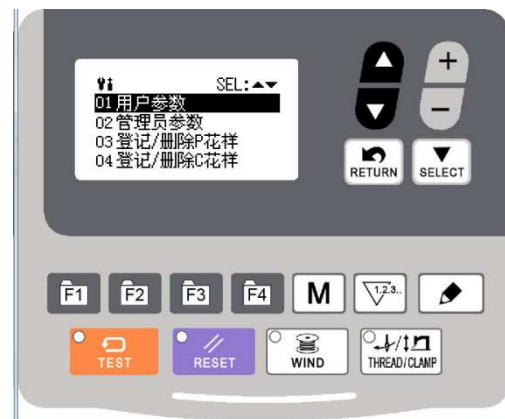 SEL:▲▼
01用户参数
02管理员参数
03登记/删除P花样
04登记/删除C花样
+
−
RETURN
SELECT
F1
F2
F3
F4
M
1.2.3..
TEST
RESET
WIND
THREAD/CLAMP